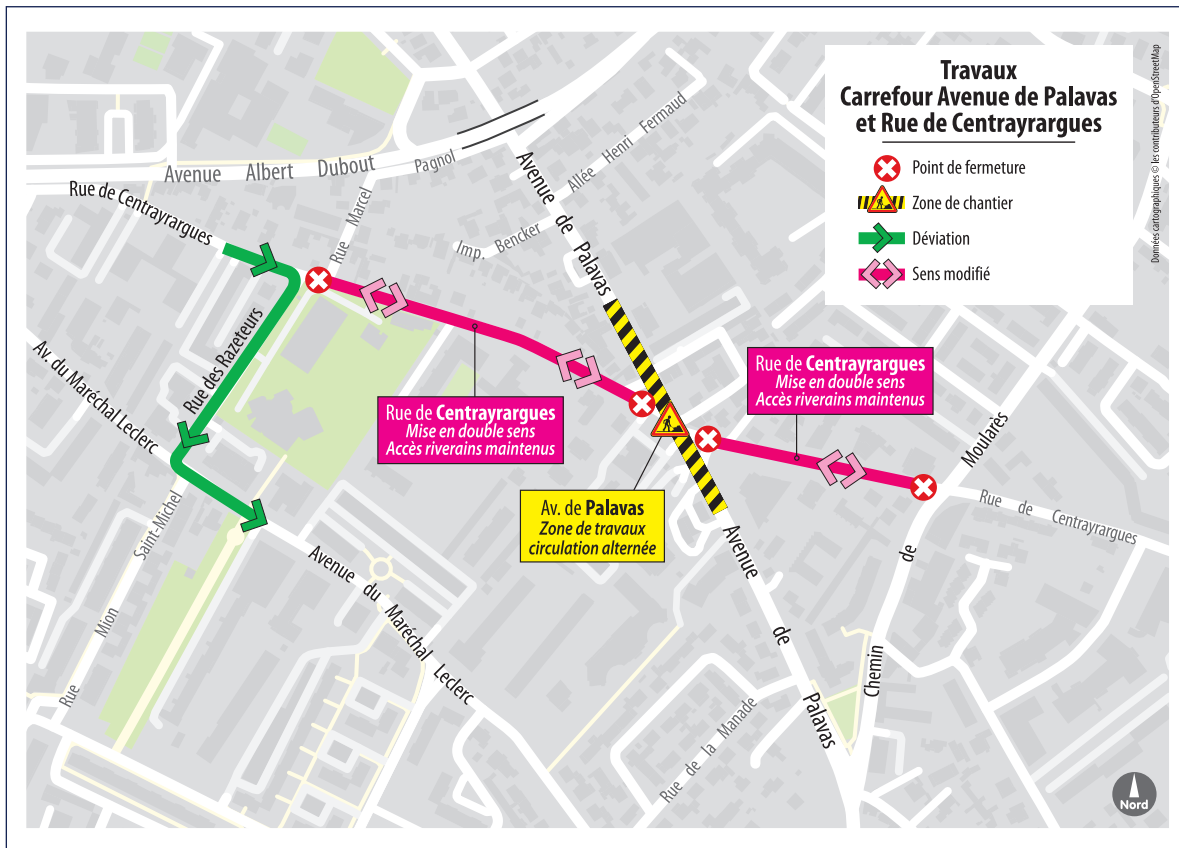 Travaux
Carrefour Avenue de Palavas
et Rue de Centrayrargues
Point de fermeture
Zone de chantier
Déviation
Sens modifié
Données cartographiques © les contributeurs d'OpenStreetMap
Avenue Albert Dubout
Rue Marcel Pagnol
Rue de Centrayrargues
Allée Henri Fermaud
Imp. Bencker
Avenue de Palavas
Rue des Razeteurs
Av. du Maréchal Leclerc
Rue de Centrayrargues
Mise en double sens
Accès riverains maintenus
Rue de Centrayrargues
Mise en double sens
Accès riverains maintenus
Av. de Palavas
Zone de travaux
circulation alternée
Rue Mion Saint-Michel
Avenue du Maréchal Leclerc
Avenue de Palavas
Chemin de Moularès
Rue de Centrayrargues
Rue de la Manade
Nord